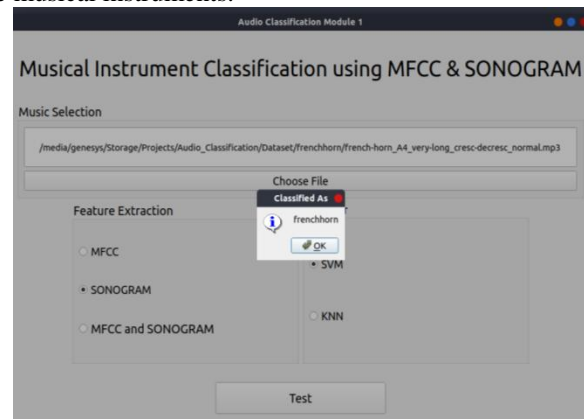 Audio Classification Module 1
Musical Instrument Classification using MFCC & SONOGRAM
Music Selection
/media/genesys/Storage/Projects/Audio_Classification/Dataset/frenchhorn/french-horn_A4_very-long_cresc-decresc_normal.mp3
Choose File
Classified As
frenchhorn
OK
Feature Extraction
MFCC
SONOGRAM
MFCC and SONOGRAM
SVM
KNN
Test